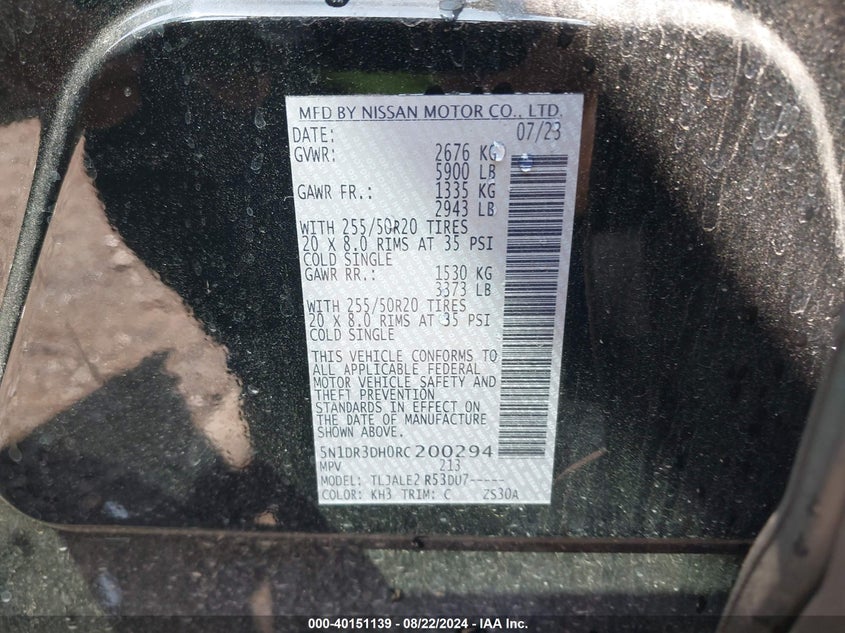 MFD BY NISSAN MOTOR CO., LTD.
DATE: 07/23
GVWR: 2676 KG
5900 LB
GAWR FR.: 1335 KG
2943 LB
WITH 255/50R20 TIRES
20 X 8.0 RIMS AT 35 PSI
COLD SINGLE
GAWR RR.: 1530 KG
3373 LB
WITH 255/50R20 TIRES
20 X 8.0 RIMS AT 35 PSI
COLD SINGLE
THIS VEHICLE CONFORMS TO
ALL APPLICABLE FEDERAL
MOTOR VEHICLE SAFETY AND
THEFT PREVENTION
STANDARDS IN EFFECT ON
THE DATE OF MANUFACTURE
SHOWN ABOVE.
5N1DR3DH0RC200294
MPV 213
MODEL: TLJALE2 R53DU7-----
COLOR: KH3 TRIM: C ZS30A
000-40151139 - 08/22/2024 - IAA Inc.